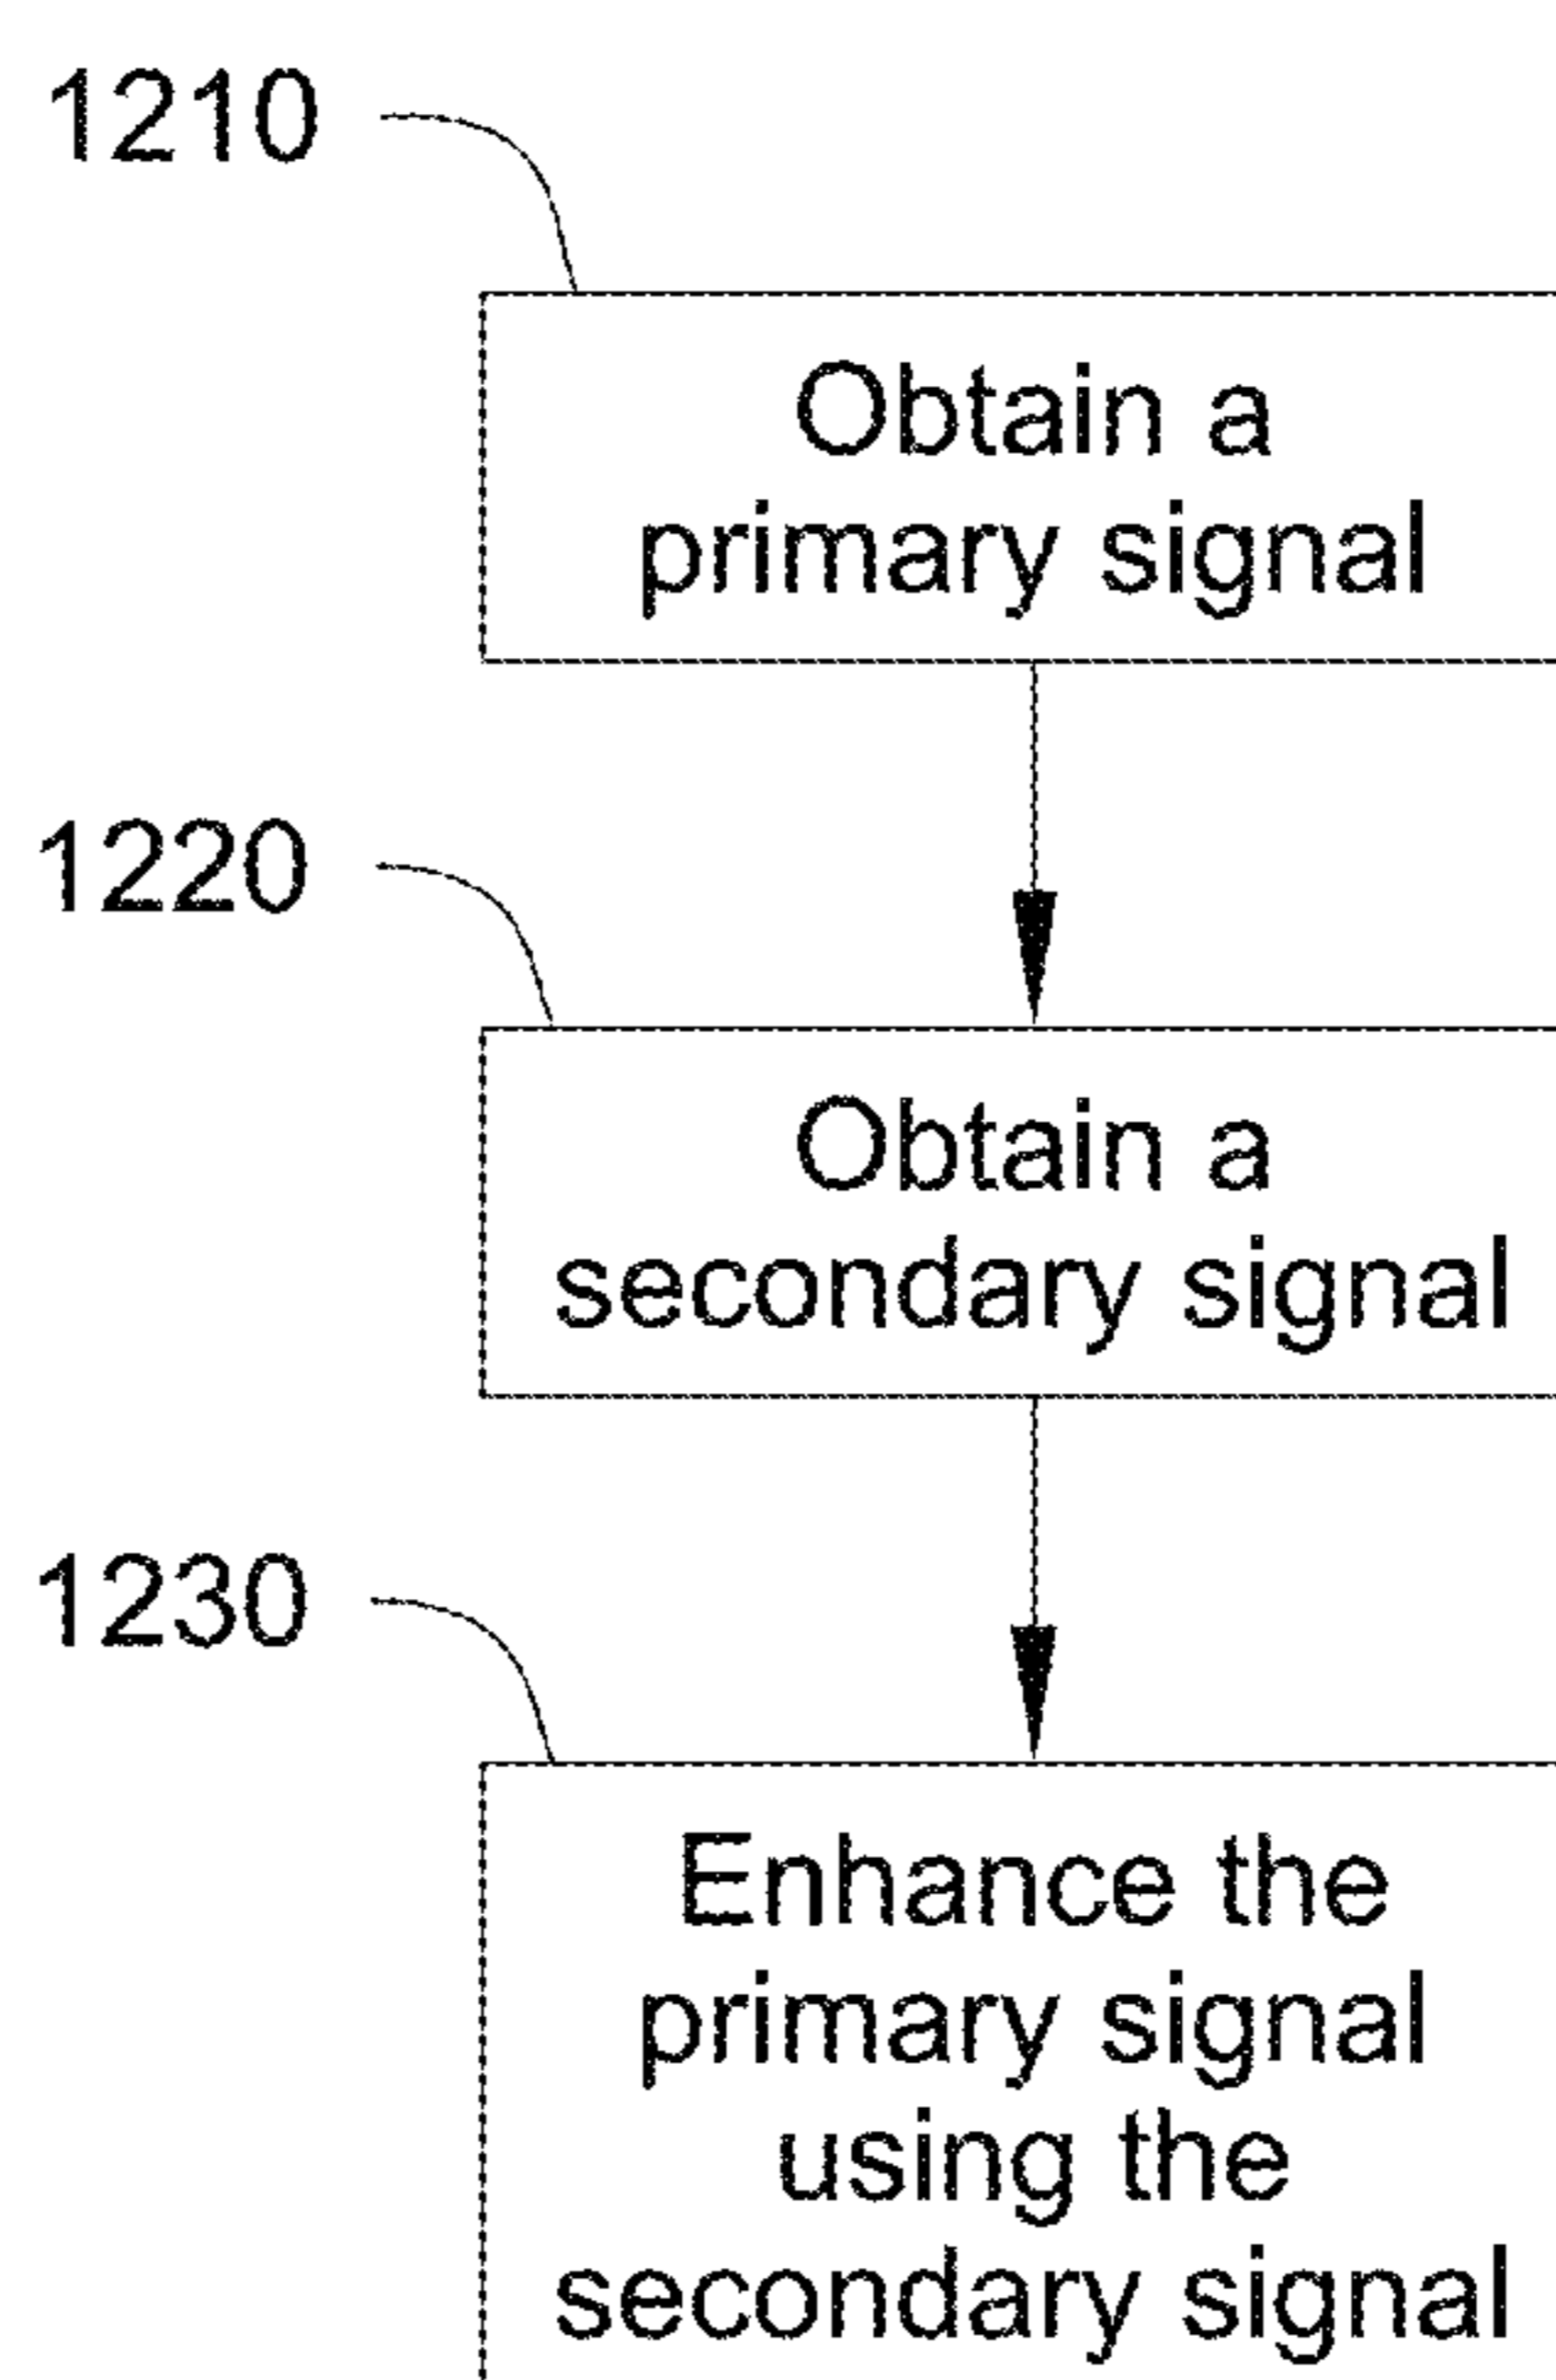 1210
Obtain a
primary signal
1220
Obtain a
secondary signal
1230
Enhance the
primary signal
using the
secondary signal